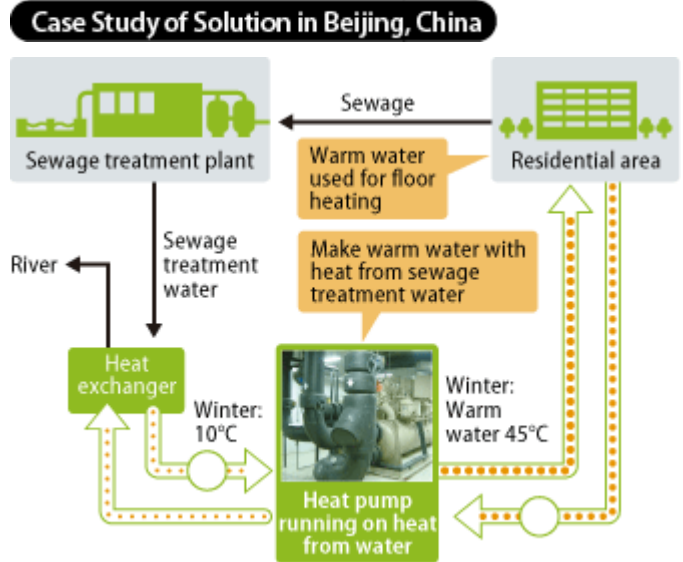 Case Study of Solution in Beijing, China
Sewage
Sewage treatment plant
Residential area
Warm water
used for floor
heating
Sewage
treatment
water
River
Make warm water with
heat from sewage
treatment water
Heat
exchanger
Winter:
10°C
Winter:
Warm
water 45°C
Heat pump
running on heat
from water